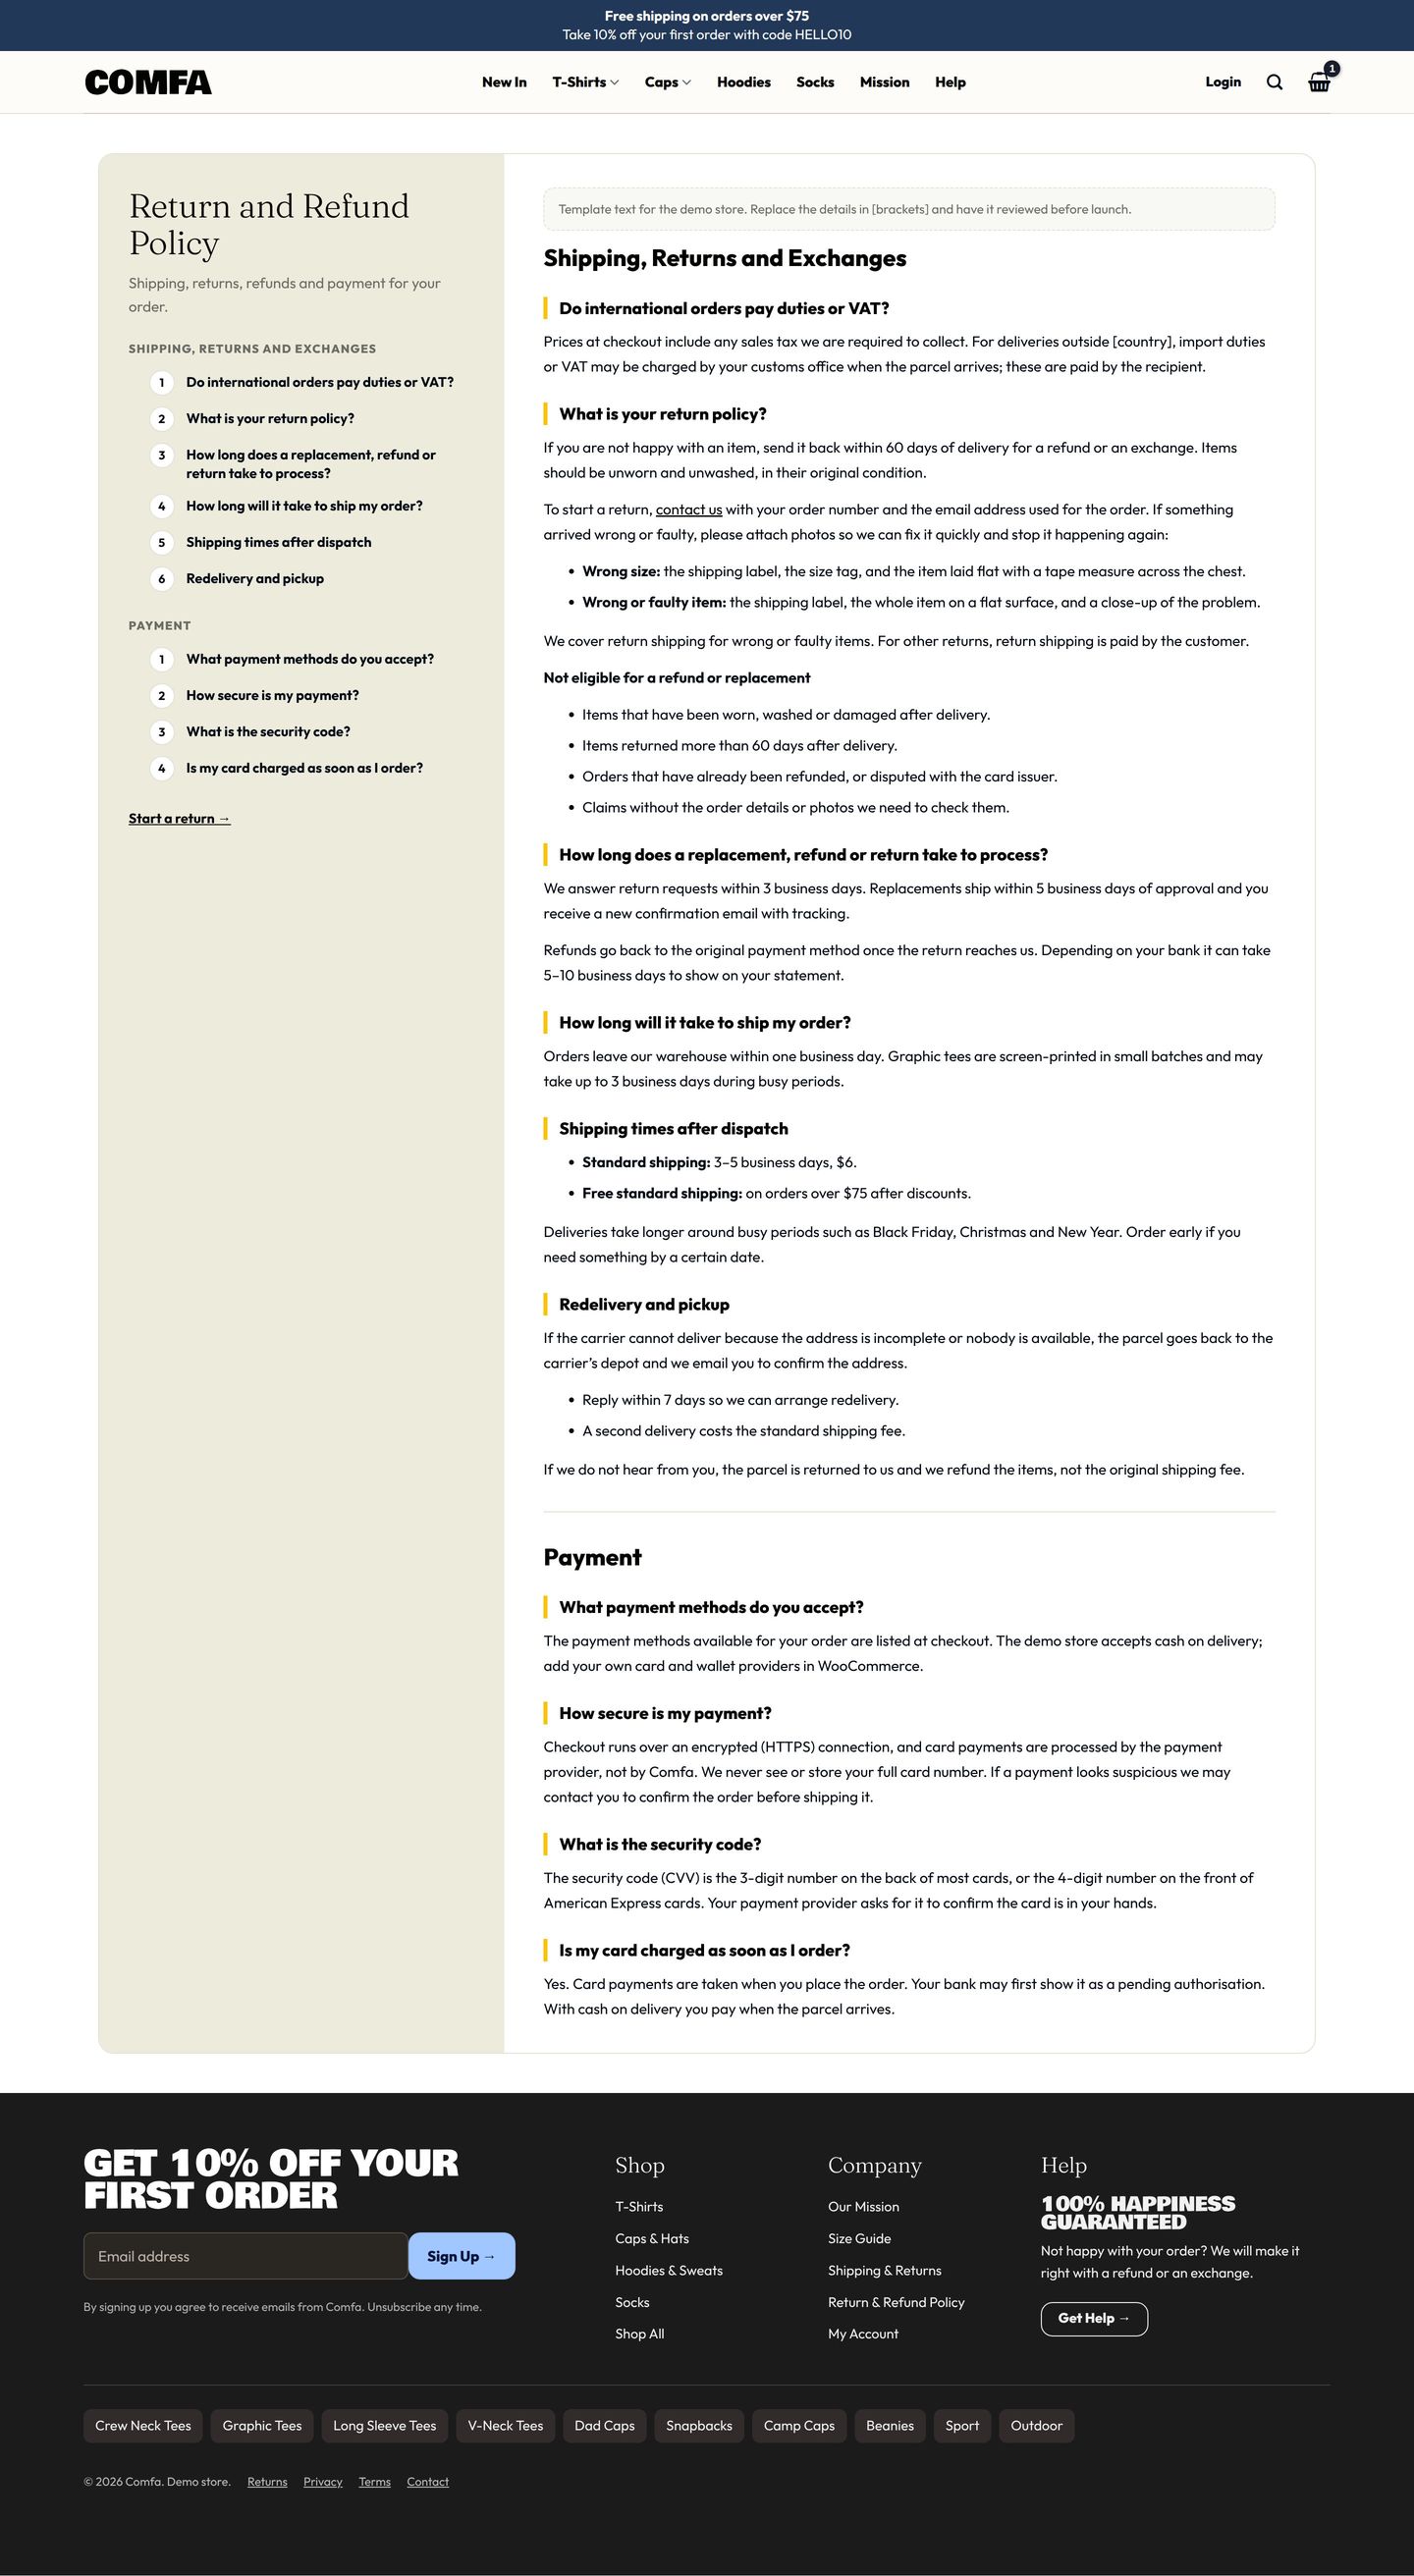 Free shipping on orders over $75
Take 10% off your first order with code HELLO10
COMFA
New In
T-Shirts
Caps
Hoodies
Socks
Mission
Help
Login
1
Return and Refund
Policy
Shipping, returns, refunds and payment for your
order.
SHIPPING, RETURNS AND EXCHANGES
1 Do international orders pay duties or VAT?
2 What is your return policy?
3 How long does a replacement, refund or
return take to process?
4 How long will it take to ship my order?
5 Shipping times after dispatch
6 Redelivery and pickup
PAYMENT
1 What payment methods do you accept?
2 How secure is my payment?
3 What is the security code?
4 Is my card charged as soon as I order?
Start a return →
Template text for the demo store. Replace the details in [brackets] and have it reviewed before launch.
Shipping, Returns and Exchanges
Do international orders pay duties or VAT?
Prices at checkout include any sales tax we are required to collect. For deliveries outside [country], import duties
or VAT may be charged by your customs office when the parcel arrives; these are paid by the recipient.
What is your return policy?
If you are not happy with an item, send it back within 60 days of delivery for a refund or an exchange. Items
should be unworn and unwashed, in their original condition.
To start a return, contact us with your order number and the email address used for the order. If something
arrived wrong or faulty, please attach photos so we can fix it quickly and stop it happening again:
• Wrong size: the shipping label, the size tag, and the item laid flat with a tape measure across the chest.
• Wrong or faulty item: the shipping label, the whole item on a flat surface, and a close-up of the problem.
We cover return shipping for wrong or faulty items. For other returns, return shipping is paid by the customer.
Not eligible for a refund or replacement
• Items that have been worn, washed or damaged after delivery.
• Items returned more than 60 days after delivery.
• Orders that have already been refunded, or disputed with the card issuer.
• Claims without the order details or photos we need to check them.
How long does a replacement, refund or return take to process?
We answer return requests within 3 business days. Replacements ship within 5 business days of approval and you
receive a new confirmation email with tracking.
Refunds go back to the original payment method once the return reaches us. Depending on your bank it can take
5–10 business days to show on your statement.
How long will it take to ship my order?
Orders leave our warehouse within one business day. Graphic tees are screen-printed in small batches and may
take up to 3 business days during busy periods.
Shipping times after dispatch
• Standard shipping: 3–5 business days, $6.
• Free standard shipping: on orders over $75 after discounts.
Deliveries take longer around busy periods such as Black Friday, Christmas and New Year. Order early if you
need something by a certain date.
Redelivery and pickup
If the carrier cannot deliver because the address is incomplete or nobody is available, the parcel goes back to the
carrier’s depot and we email you to confirm the address.
• Reply within 7 days so we can arrange redelivery.
• A second delivery costs the standard shipping fee.
If we do not hear from you, the parcel is returned to us and we refund the items, not the original shipping fee.
Payment
What payment methods do you accept?
The payment methods available for your order are listed at checkout. The demo store accepts cash on delivery;
add your own card and wallet providers in WooCommerce.
How secure is my payment?
Checkout runs over an encrypted (HTTPS) connection, and card payments are processed by the payment
provider, not by Comfa. We never see or store your full card number. If a payment looks suspicious we may
contact you to confirm the order before shipping it.
What is the security code?
The security code (CVV) is the 3-digit number on the back of most cards, or the 4-digit number on the front of
American Express cards. Your payment provider asks for it to confirm the card is in your hands.
Is my card charged as soon as I order?
Yes. Card payments are taken when you place the order. Your bank may first show it as a pending authorisation.
With cash on delivery you pay when the parcel arrives.
GET 10% OFF YOUR
FIRST ORDER
Email address
Sign Up →
By signing up you agree to receive emails from Comfa. Unsubscribe any time.
Shop
T-Shirts
Caps & Hats
Hoodies & Sweats
Socks
Shop All
Company
Our Mission
Size Guide
Shipping & Returns
Return & Refund Policy
My Account
Help
100% HAPPINESS
GUARANTEED
Not happy with your order? We will make it
right with a refund or an exchange.
Get Help →
Crew Neck Tees
Graphic Tees
Long Sleeve Tees
V-Neck Tees
Dad Caps
Snapbacks
Camp Caps
Beanies
Sport
Outdoor
© 2026 Comfa. Demo store.
Returns
Privacy
Terms
Contact